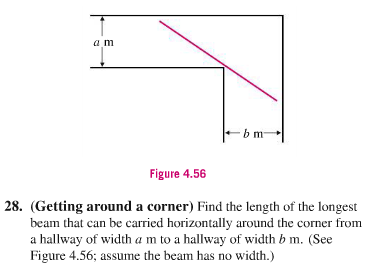 a m
b m
Figure 4.56
28. (Getting around a corner) Find the length of the longest
beam that can be carried horizontally around the corner from
a hallway of width a m to a hallway of width b m. (See
Figure 4.56; assume the beam has no width.)